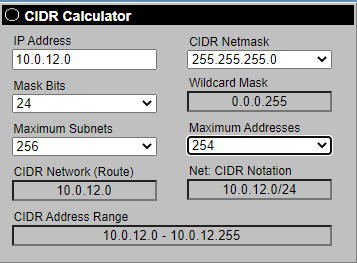 CIDR Calculator
IP Address CIDR Netmask
10.0.12.0 255.255.255.0
Mask Bits Wildcard Mask
24 0.0.0.255
Maximum Subnets Maximum Addresses
256 254
CIDR Network (Route) Net: CIDR Notation
10.0.12.0 10.0.12.0/24
CIDR Address Range
10.0.12.0 - 10.0.12.255